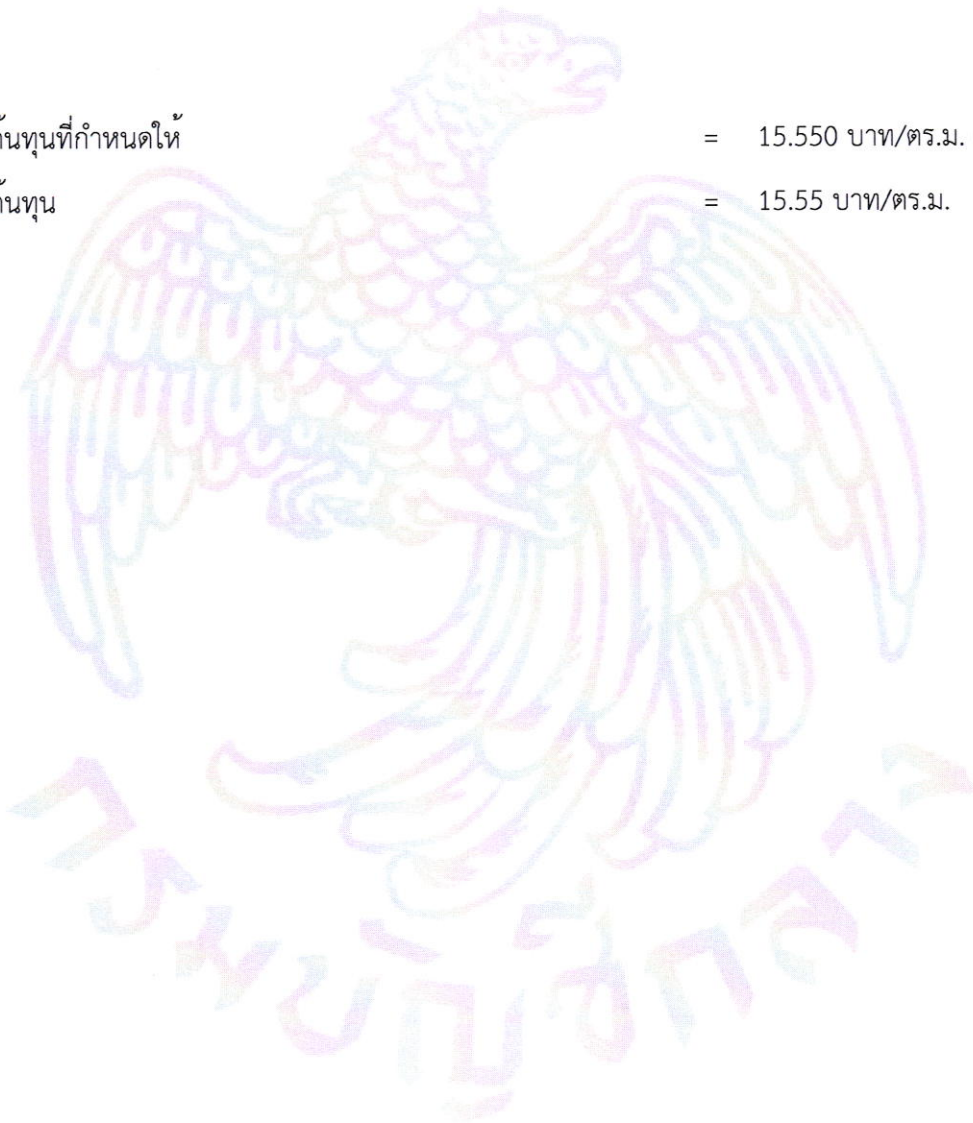 ต้นทุนที่กำหนดให้ = 15.550 บาท/ตร.ม.
ต้นทุน = 15.55 บาท/ตร.ม.
กรมบัญชีกลาง